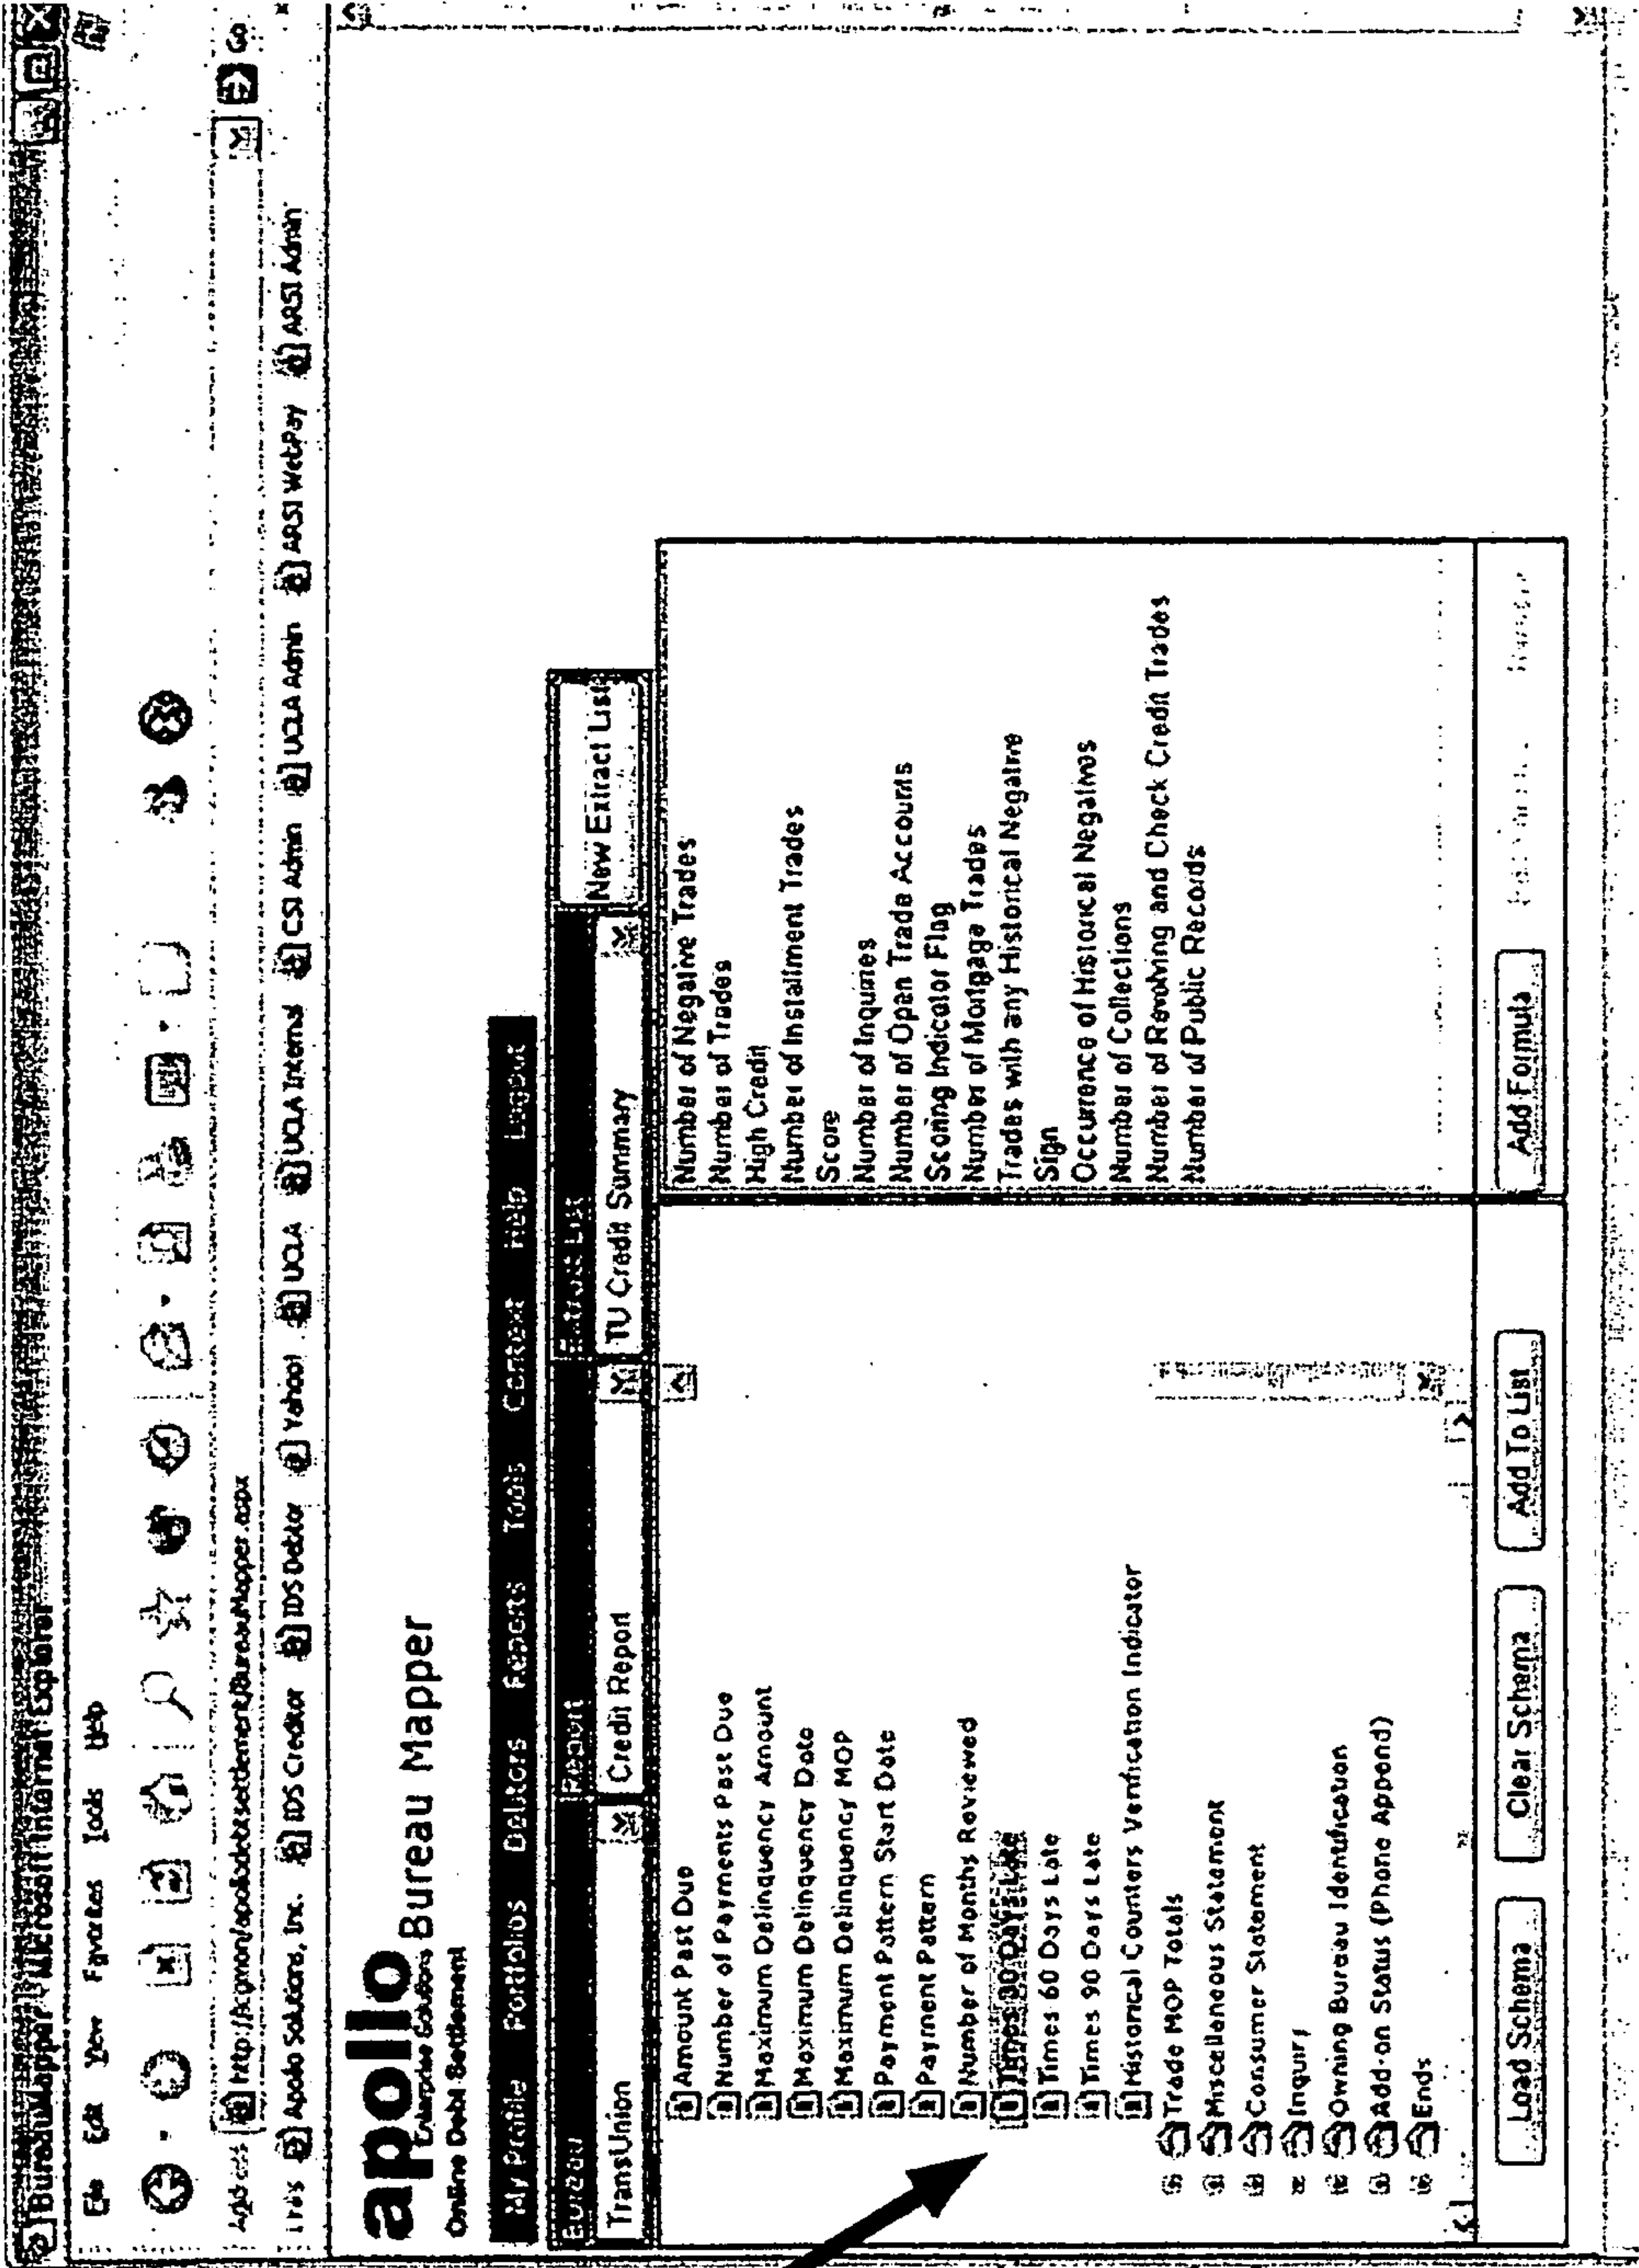 BureauMapper - Microsoft Internet Explorer
File Edit View Favorites Tools Help
Address http://acgmon/apollodebtsettlement/BureauMapper.aspx Go
Links Apollo Solutions, Inc. IDS Creditor IDS Debtor Yahoo! UCLA UCLA Internal CSI Admin UCLA Admin ARSI WebPay ARSI Admin
apollo
Enterprise Solutions Bureau Mapper
Online Debt Settlement
My Profile Portfolios Debtors Reports Tools Content Help Logout
Bureau Report Extract List
TransUnion Credit Report TU Credit Summary New Extract List
Amount Past Due
Number of Payments Past Due
Maximum Delinquency Amount
Maximum Delinquency Date
Maximum Delinquency MOP
Payment Pattern Start Date
Payment Pattern
Number of Months Reviewed
Times 30 Days Late
Times 60 Days Late
Times 90 Days Late
Historical Counters Verification Indicator
Trade MOP Totals
Miscellaneous Statement
Consumer Statement
Inquiry
Owning Bureau Identification
Add-on Status (Phone Append)
Ends
Number of Negative Trades
Number of Trades
High Credit
Number of Installment Trades
Score
Number of Inquiries
Number of Open Trade Accounts
Scoring Indicator Flag
Number of Mortgage Trades
Trades with any Historical Negative
Sign
Occurrence of Historical Negatives
Number of Collections
Number of Revolving and Check Credit Trades
Number of Public Records
Load Schema Clear Schema Add To List Add Formula